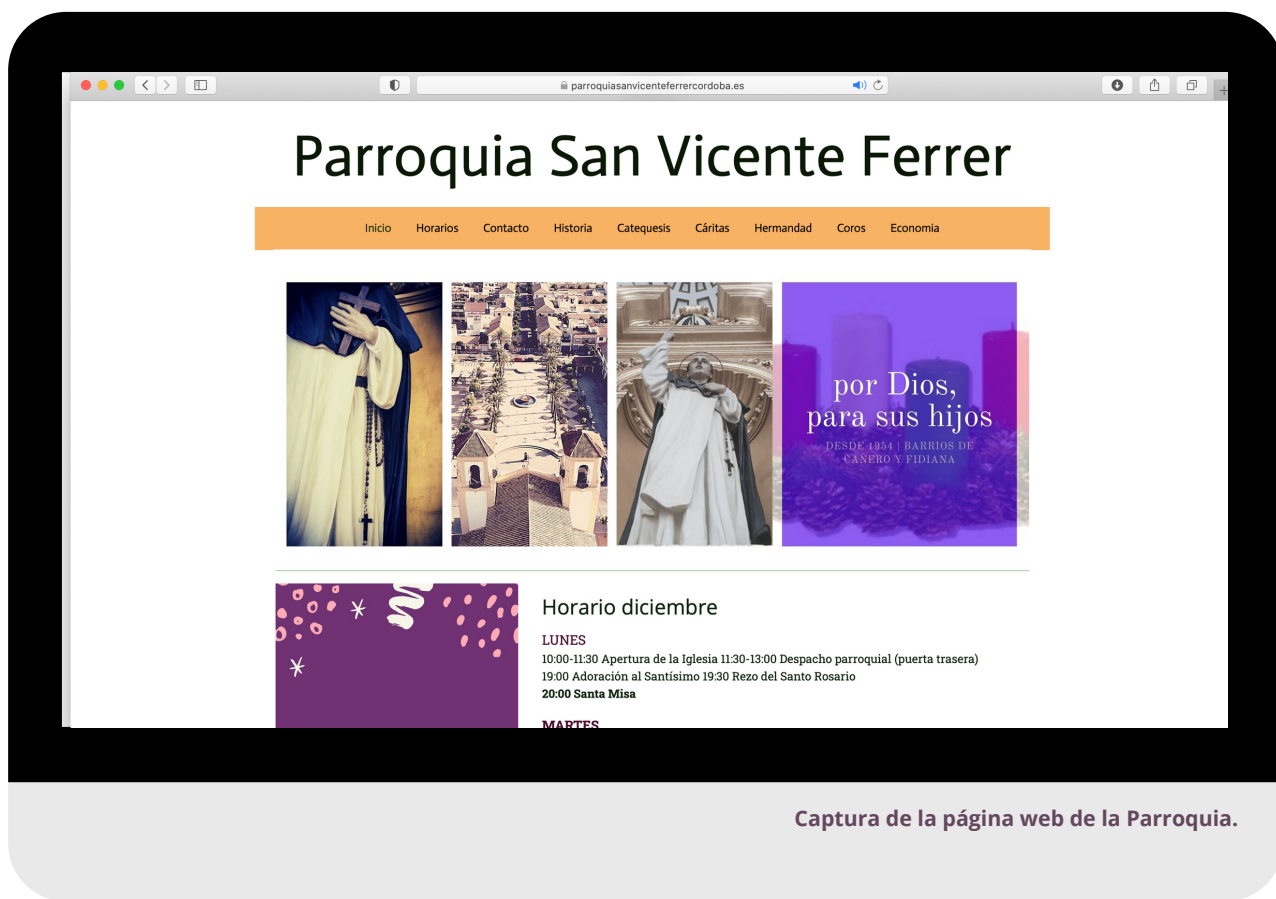 parroquiasanvicenteferrercordoba.es
Parroquia San Vicente Ferrer
Inicio Horarios Contacto Historia Catequesis Cáritas Hermandad Coros Economia
por Dios,
para sus hijos
DESDE 1954 | BARRIOS DE
CAÑERO Y FIDIANA
Horario diciembre
LUNES
10:00-11:30 Apertura de la Iglesia 11:30-13:00 Despacho parroquial (puerta trasera)
19:00 Adoración al Santísimo 19:30 Rezo del Santo Rosario
20:00 Santa Misa
MARTES
Captura de la página web de la Parroquia.